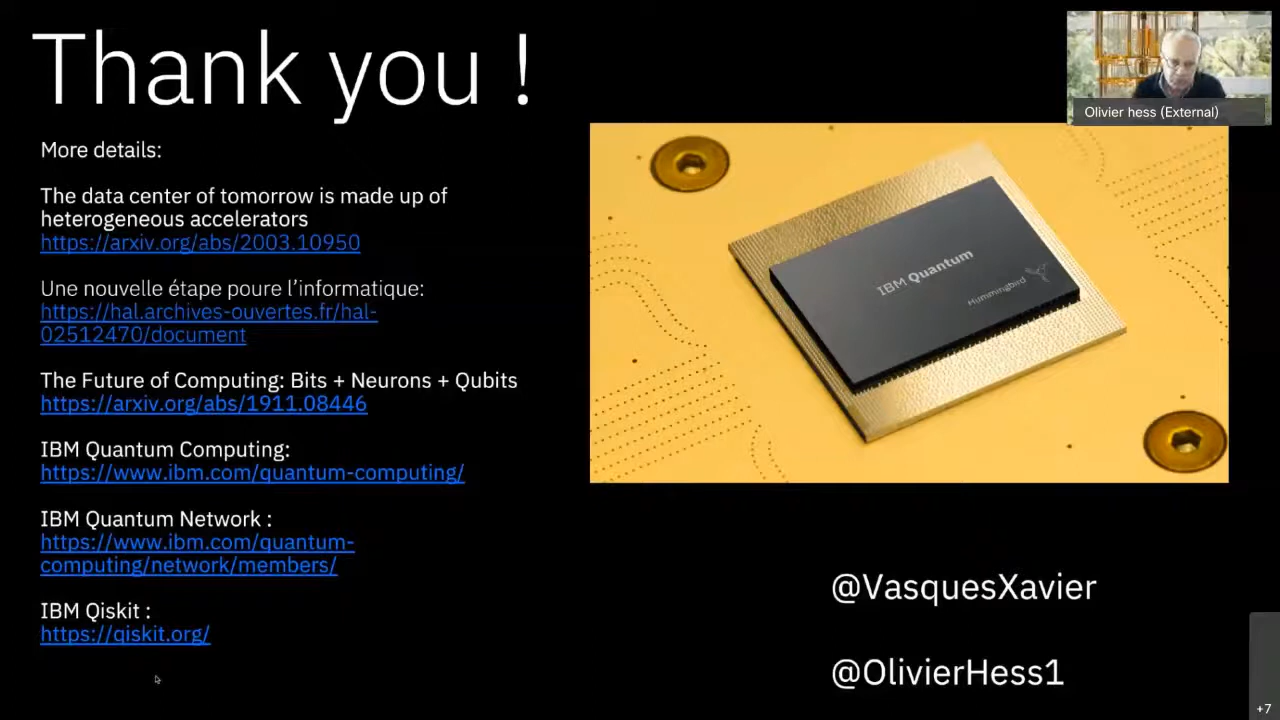 Thank you !
More details:
The data center of tomorrow is made up of
heterogeneous accelerators
https://arxiv.org/abs/2003.10950
Une nouvelle étape poure l’informatique:
https://hal.archives-ouvertes.fr/hal-
02512470/document
The Future of Computing: Bits + Neurons + Qubits
https://arxiv.org/abs/1911.08446
IBM Quantum Computing:
https://www.ibm.com/quantum-computing/
IBM Quantum Network :
https://www.ibm.com/quantum-
computing/network/members/
IBM Qiskit :
https://qiskit.org/
Olivier hess (External)
IBM Quantum
Hummingbird
@VasquesXavier
@OlivierHess1
+7